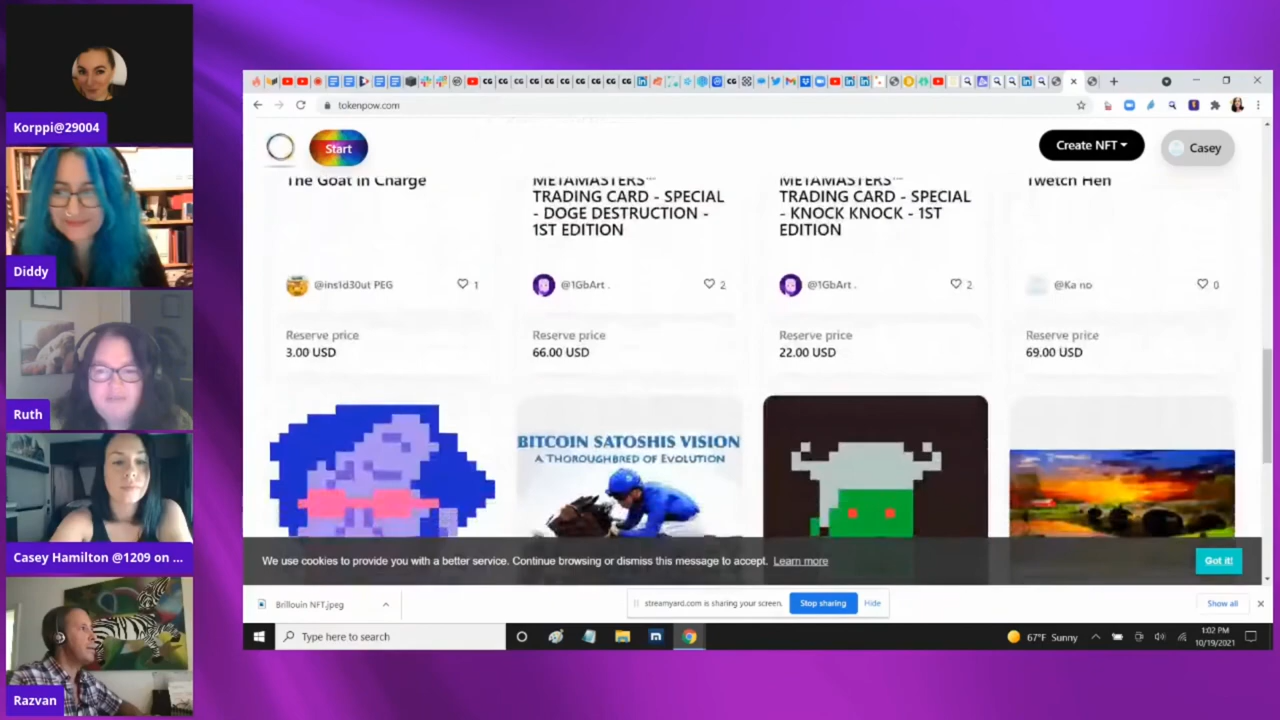 Korppi@29004
Diddy
Ruth
Casey Hamilton @1209 on ...
Razvan
tokenpow.com
Start
Create NFT
Casey
The Goat in Charge
METAMASTERS™
TRADING CARD - SPECIAL
- DOGE DESTRUCTION -
1ST EDITION
METAMASTERS™
TRADING CARD - SPECIAL
- KNOCK KNOCK - 1ST
EDITION
Twetch Hen
@ins1d30ut PEG
1
@1GbArt .
2
@1GbArt .
2
@Ka no
0
Reserve price
3.00 USD
Reserve price
66.00 USD
Reserve price
22.00 USD
Reserve price
69.00 USD
BITCOIN SATOSHIS VISION
A THOROUGHBRED OF EVOLUTION
We use cookies to provide you with a better service. Continue browsing or dismiss this message to accept. Learn more
Got it!
Brillouin NFT.jpeg
streamyard.com is sharing your screen.
Stop sharing
Hide
Show all
Type here to search
67°F Sunny
1:02 PM
10/19/2021